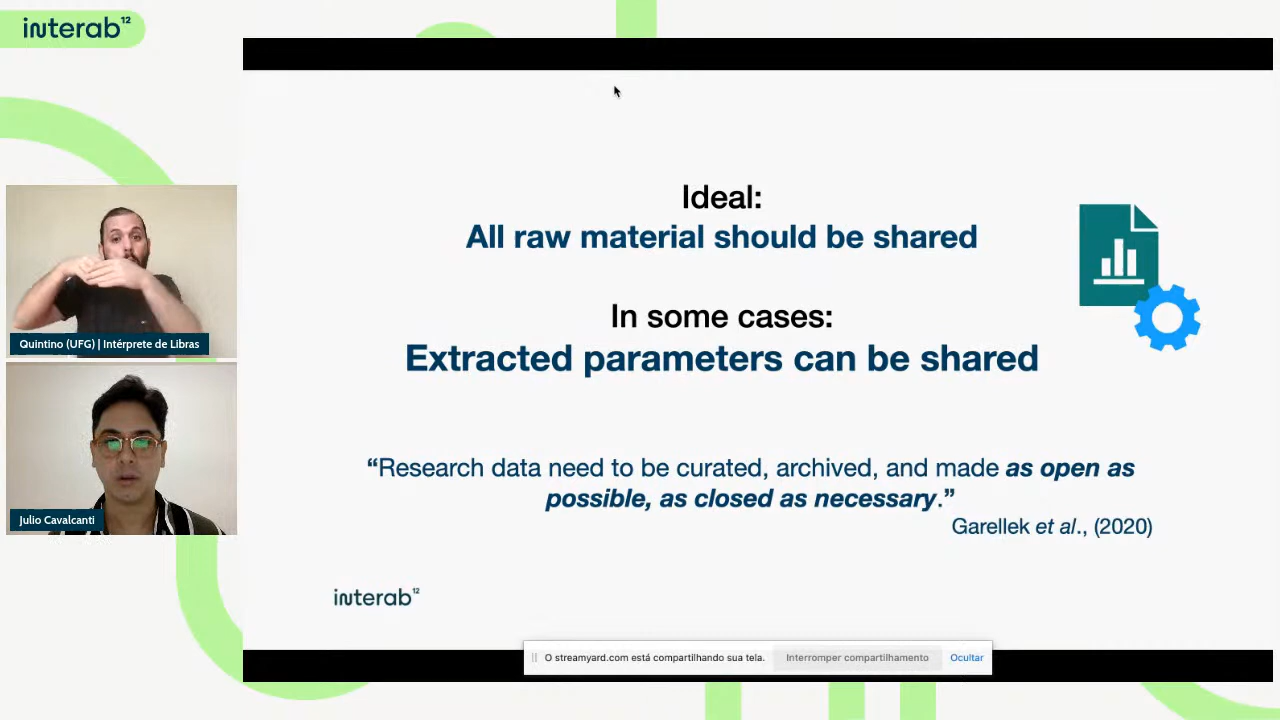 interab¹²
Ideal:
All raw material should be shared
In some cases:
Extracted parameters can be shared
“Research data need to be curated, archived, and made as open as
possible, as closed as necessary.”
Garellek et al., (2020)
interab¹²
Quintino (UFG) | Intérprete de Libras
Julio Cavalcanti
O streamyard.com está compartilhando sua tela.
Interromper compartilhamento
Ocultar